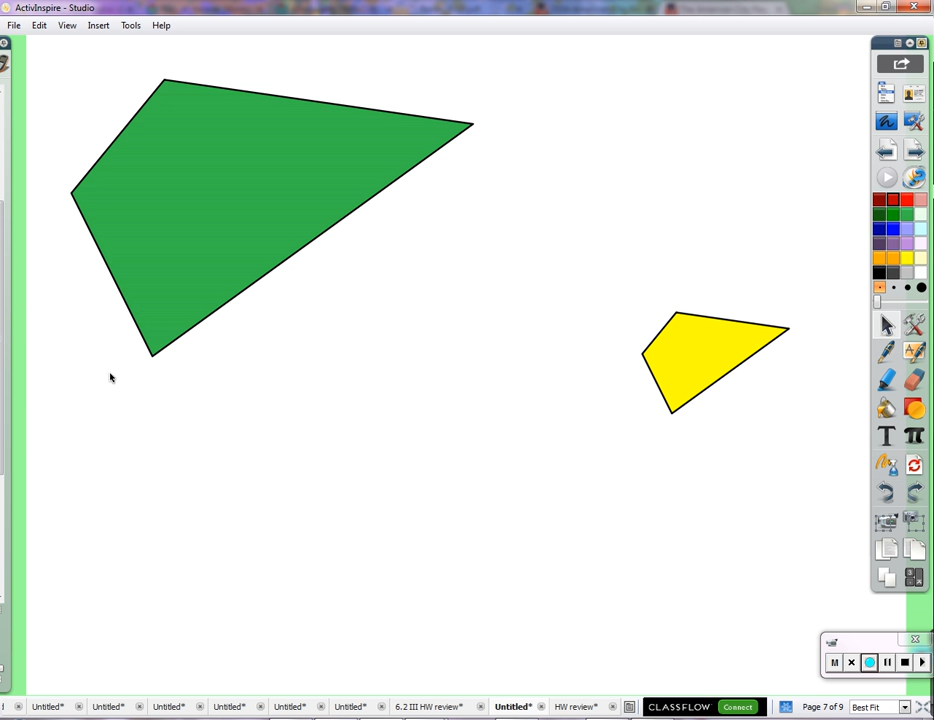 ActivInspire - Studio
File Edit View Insert Tools Help
T π
M
Untitled* Untitled* Untitled* Untitled* Untitled* Untitled* 6.2 III HW review* Untitled* HW review* CLASSFLOW Connect Page 7 of 9 Best Fit